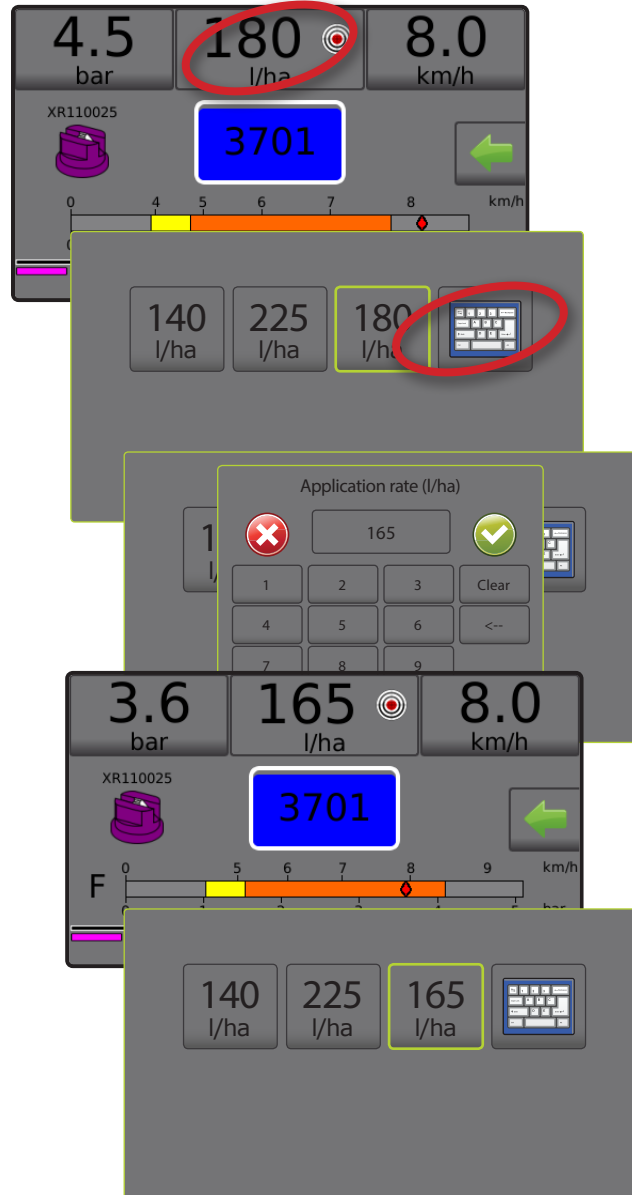 4.5 180 8.0
bar l/ha km/h
XR110025
3701
0 4 5 6 7 8 km/h
140 225 180
l/ha l/ha l/ha
Application rate (l/ha)
165
1 2 3 Clear
4 5 6 <--
7 8 9
3.6 165 8.0
bar l/ha km/h
XR110025
3701
0 5 6 7 8 9 km/h
F
140 225 165
l/ha l/ha l/ha